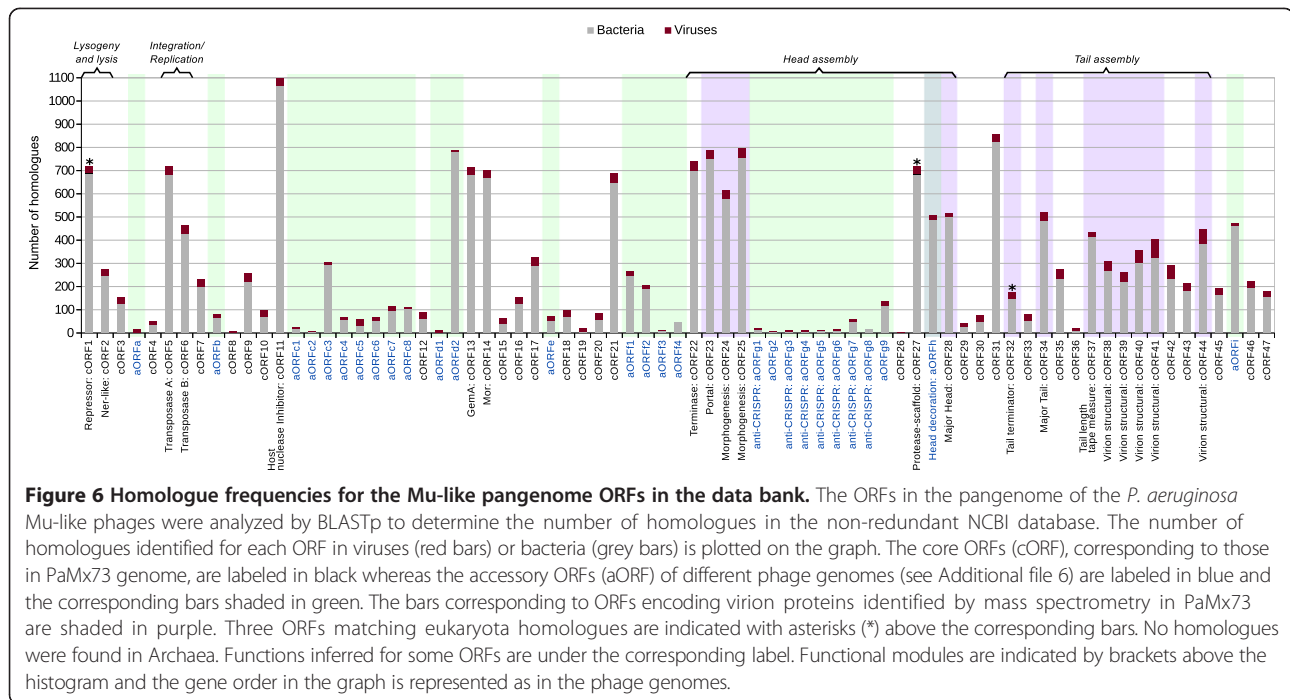 Bacteria Viruses
Lysogeny and lysis
Integration/ Replication
Head assembly
Tail assembly
Number of homologues
1100
1000
900
800
700
600
500
400
300
200
100
0
*
*
*
Repressor: cORF1
Ner-like: cORF2
cORF3
aORFa
cORF4
Transposase A: cORF5
Transposase B: cORF6
cORF7
aORFb
cORF8
cORF9
cORF10
Host nuclease Inhibitor: cORF11
aORFc1
aORFc2
aORFc3
aORFc4
aORFc5
aORFc6
aORFc7
aORFc8
cORF12
aORFd1
aORFd2
GemA: cORF13
Mor: cORF14
cORF15
cORF16
cORF17
aORFe
cORF18
cORF19
cORF20
cORF21
aORFf1
aORFf2
aORFf3
aORFf4
Terminase: cORF22
Portal: cORF23
Morphogenesis: cORF24
Morphogenesis: cORF25
anti-CRISPR: aORFg1
aORFg2
anti-CRISPR: aORFg3
anti-CRISPR: aORFg4
anti-CRISPR: aORFg5
anti-CRISPR: aORFg6
anti-CRISPR: aORFg7
anti-CRISPR: aORFg8
aORFg9
cORF26
Protease-scaffold: cORF27
Head decoration: aORFh
Major Head: cORF28
cORF29
cORF30
cORF31
Tail terminator: cORF32
cORF33
Major Tail: cORF34
cORF35
cORF36
Tail length tape measure: cORF37
Virion structural: cORF38
Virion structural: cORF39
Virion structural: cORF40
Virion structural: cORF41
cORF42
cORF43
Virion structural: cORF44
cORF45
aORFi
cORF46
cORF47
Figure 6 Homologue frequencies for the Mu-like pangenome ORFs in the data bank. The ORFs in the pangenome of the P. aeruginosa
Mu-like phages were analyzed by BLASTp to determine the number of homologues in the non-redundant NCBI database. The number of
homologues identified for each ORF in viruses (red bars) or bacteria (grey bars) is plotted on the graph. The core ORFs (cORF), corresponding to those
in PaMx73 genome, are labeled in black whereas the accessory ORFs (aORF) of different phage genomes (see Additional file 6) are labeled in blue and
the corresponding bars shaded in green. The bars corresponding to ORFs encoding virion proteins identified by mass spectrometry in PaMx73
are shaded in purple. Three ORFs matching eukaryota homologues are indicated with asterisks (*) above the corresponding bars. No homologues
were found in Archaea. Functions inferred for some ORFs are under the corresponding label. Functional modules are indicated by brackets above the
histogram and the gene order in the graph is represented as in the phage genomes.